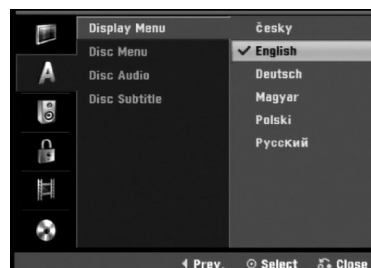 Display Menu
Disc Menu
Disc Audio
Disc Subtitle
česky
✓ English
Deutsch
Magyar
Polski
Русский
A
Prev. Select Close